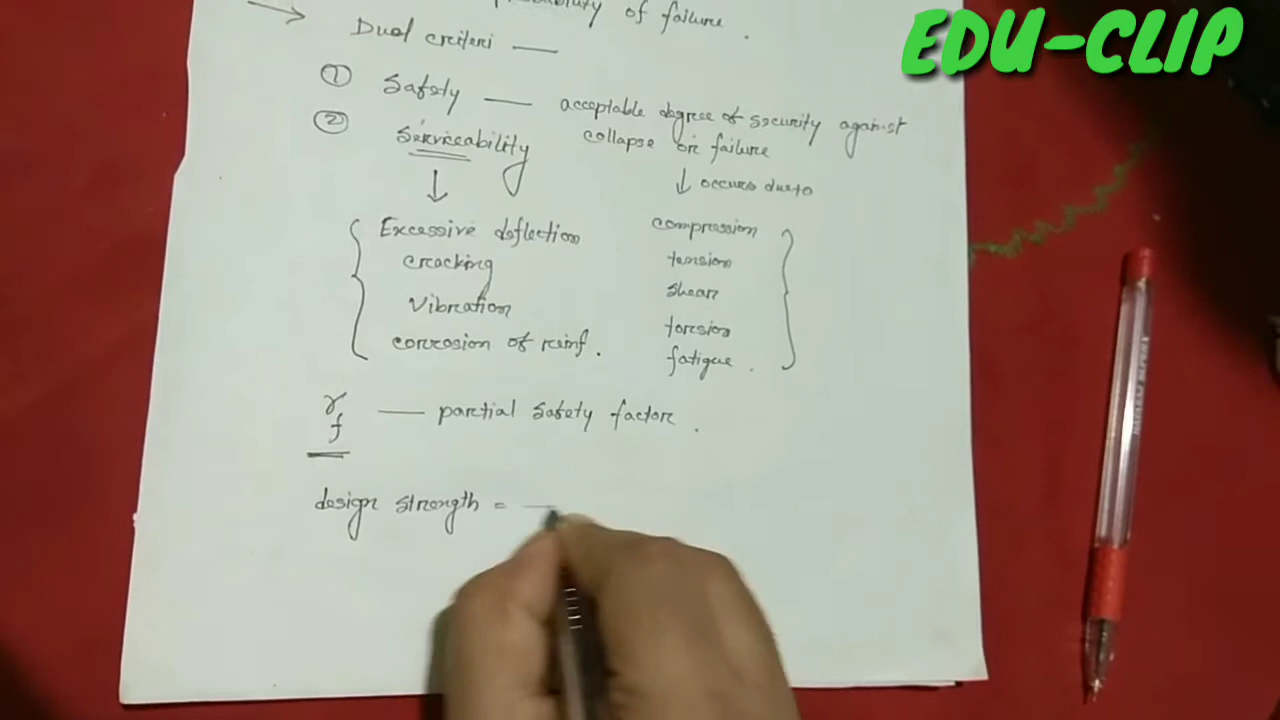 of failure.
EDU-CLIP
Dual criteri —
① Safety — acceptable degree of security against
collapse or failure
② Serviceability
↓ occurs due to
Excessive deflection
cracking
Vibration
corrosion of reinf.
compression
tension
shear
torsion
fatigue.
γf — partial safety factor.
design strength =